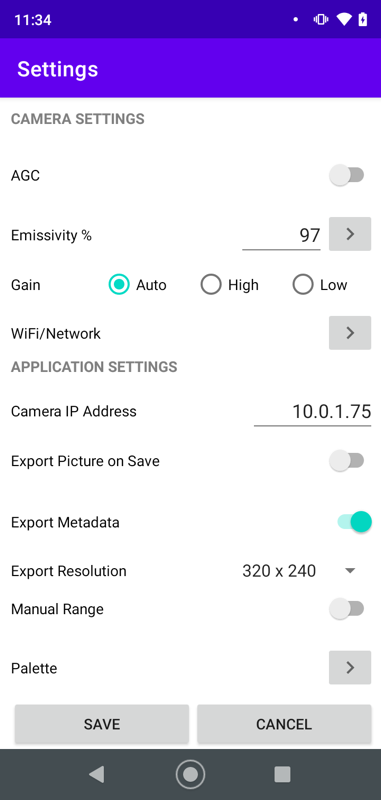 11:34
Settings
CAMERA SETTINGS
AGC
Emissivity % 97
Gain Auto High Low
WiFi/Network
APPLICATION SETTINGS
Camera IP Address 10.0.1.75
Export Picture on Save
Export Metadata
Export Resolution 320 x 240
Manual Range
Palette
SAVE CANCEL